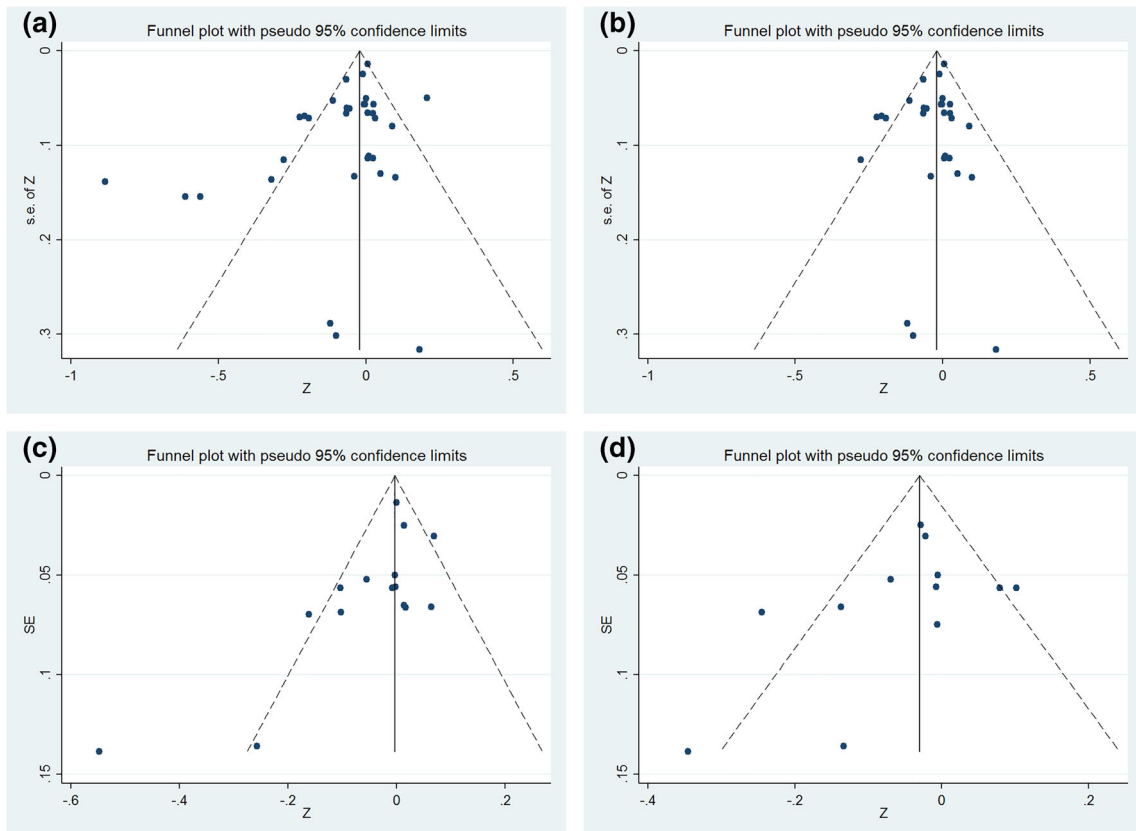 (a)
Funnel plot with pseudo 95% confidence limits
0
.1
.2
.3
s.e. of Z
-1
-.5
0
.5
Z
(b)
Funnel plot with pseudo 95% confidence limits
0
.1
.2
.3
s.e. of Z
-1
-.5
0
.5
Z
(c)
Funnel plot with pseudo 95% confidence limits
0
.05
.1
.15
SE
-.6
-.4
-.2
0
.2
Z
(d)
Funnel plot with pseudo 95% confidence limits
0
.05
.1
.15
SE
-.4
-.2
0
.2
Z